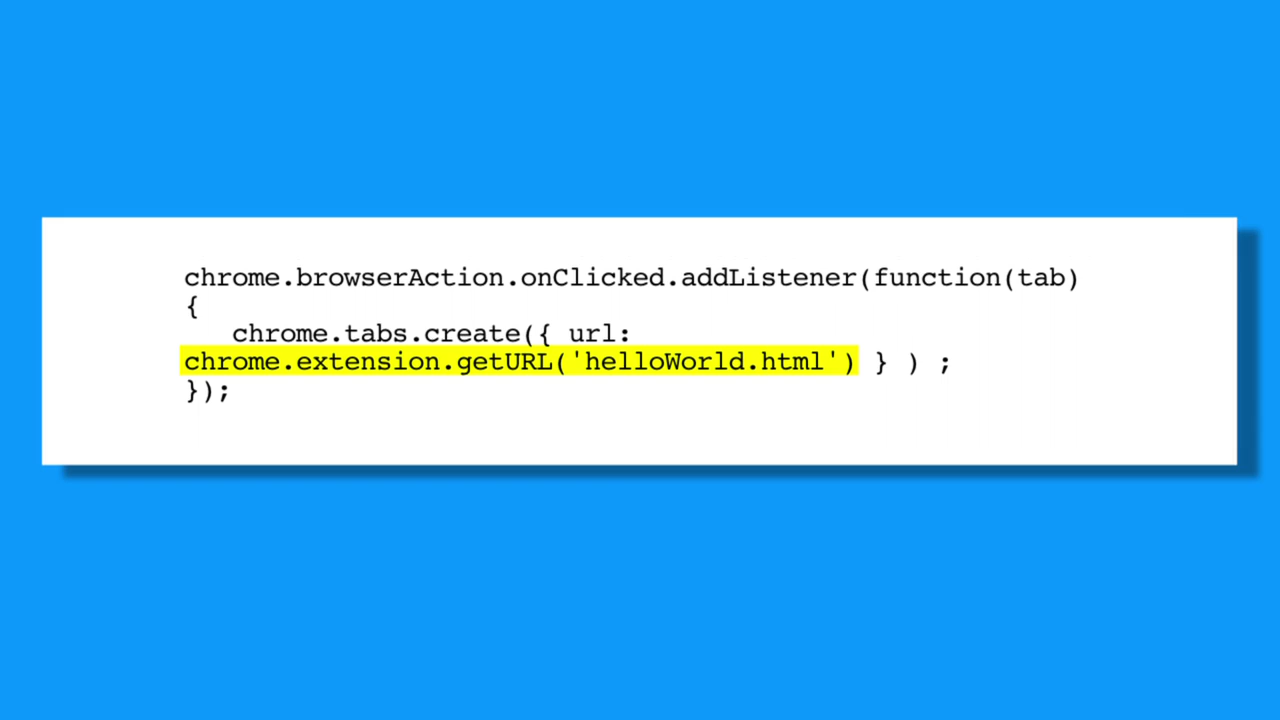 chrome.browserAction.onClicked.addListener(function(tab)
{
   chrome.tabs.create({ url:
chrome.extension.getURL('helloWorld.html') } ) ;
});